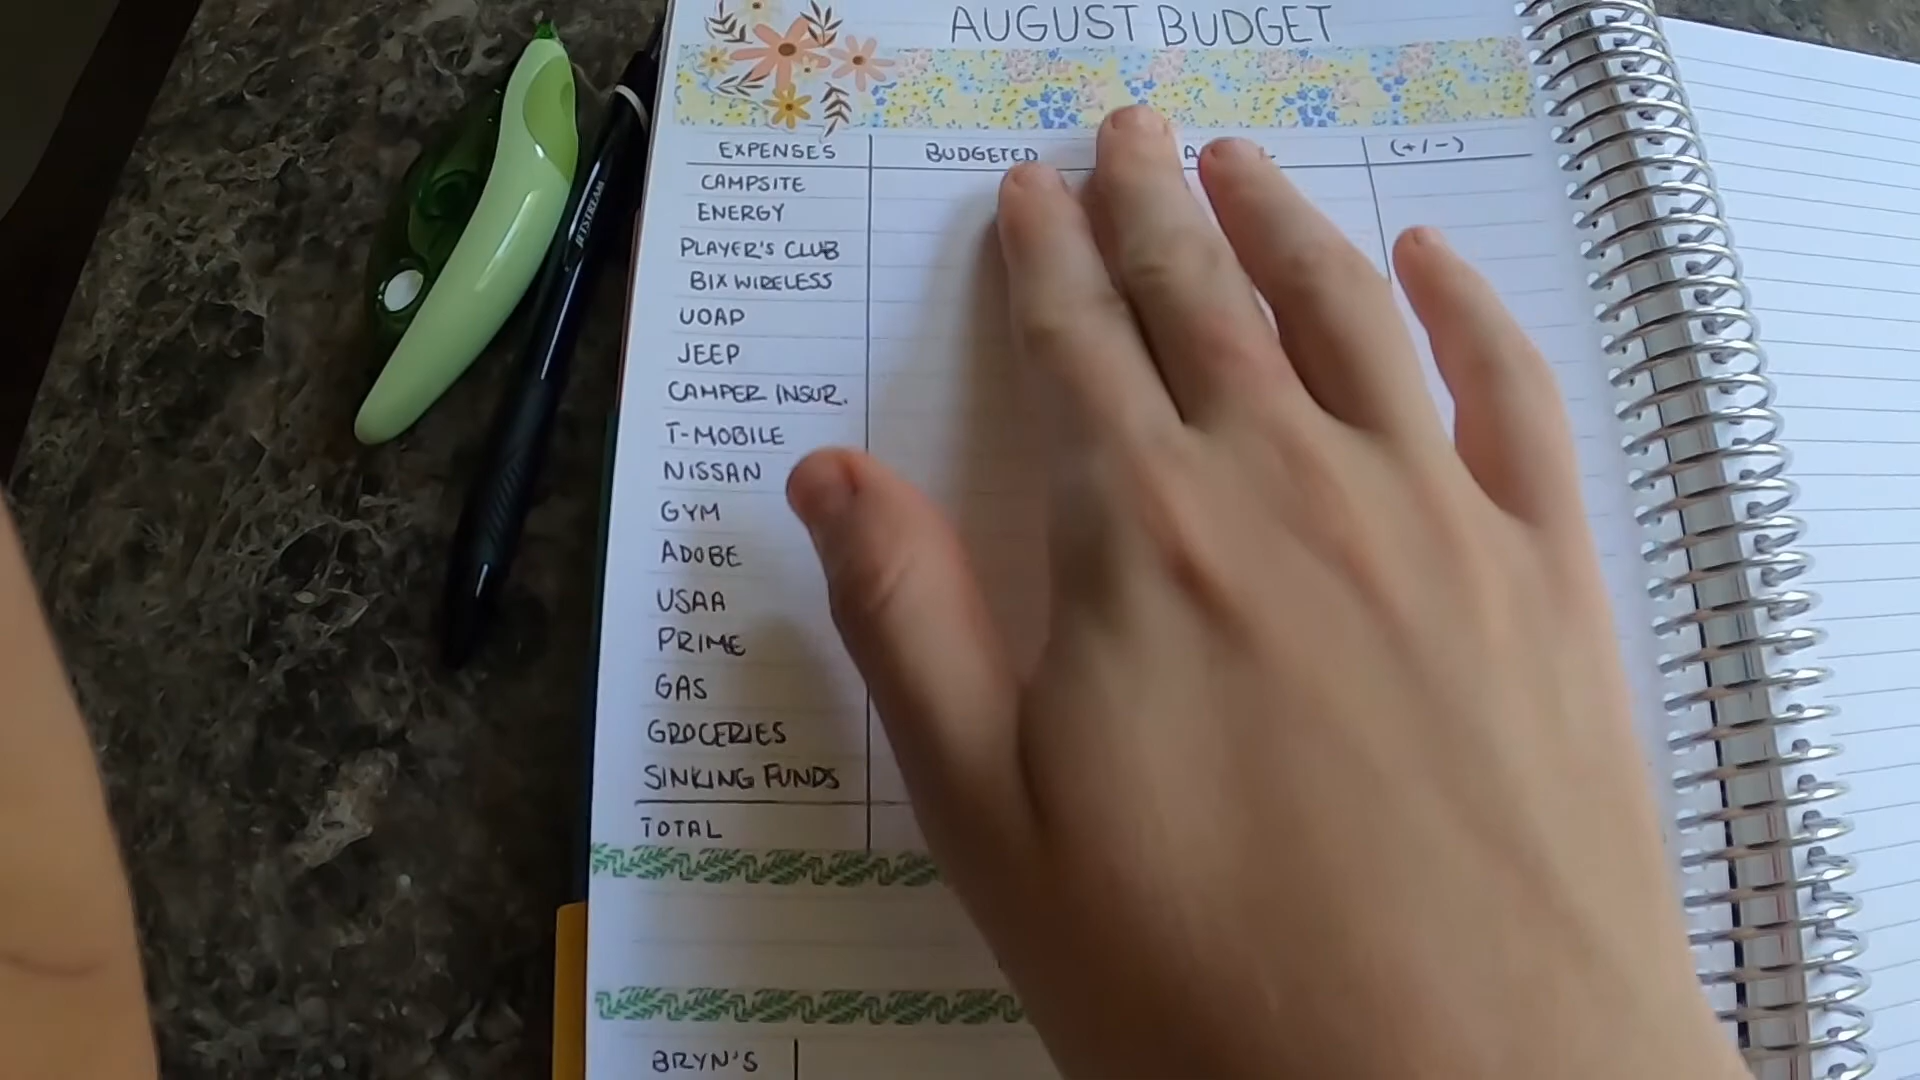 AUGUST BUDGET
EXPENSES BUDGETED (+/-)
CAMPSITE
ENERGY
PLAYER'S CLUB
BIX WIRELESS
UOAP
JEEP
CAMPER INSUR.
T-MOBILE
NISSAN
GYM
ADOBE
USAA
PRIME
GAS
GROCERIES
SINKING FUNDS
TOTAL
BRYN'S
JETSTREAM